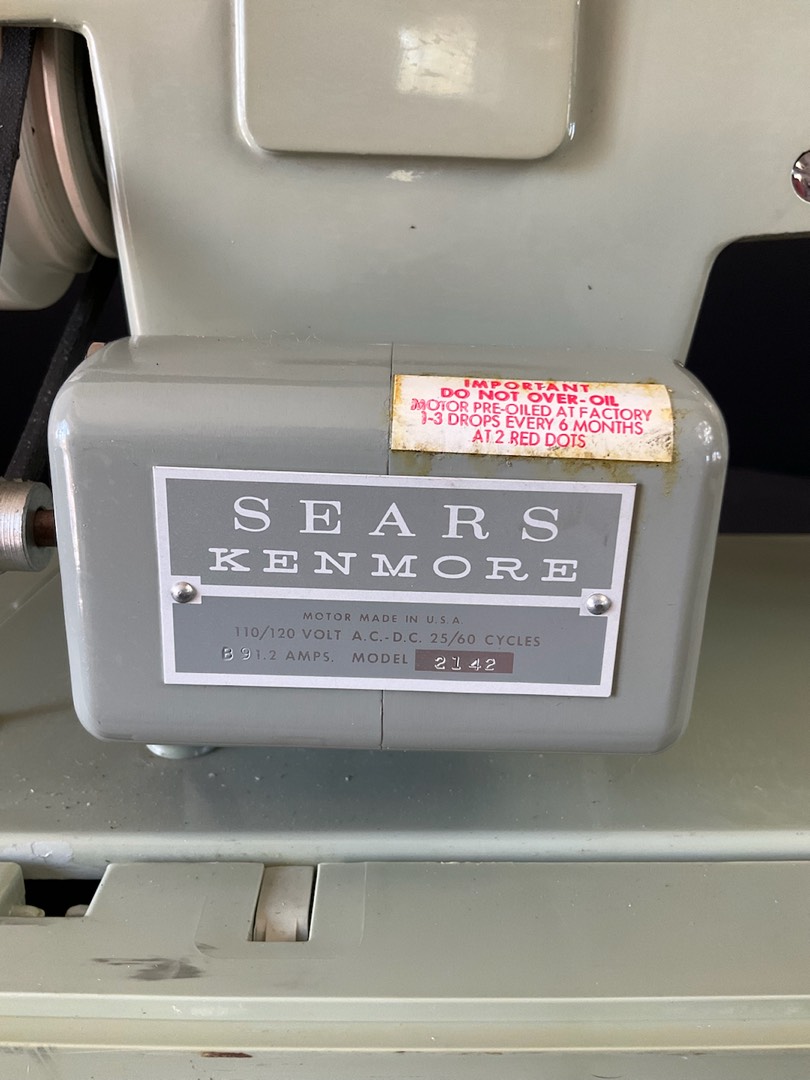 IMPORTANT
DO NOT OVER-OIL
MOTOR PRE-OILED AT FACTORY
1-3 DROPS EVERY 6 MONTHS
AT 2 RED DOTS
SEARS
KENMORE
MOTOR MADE IN U.S.A.
110/120 VOLT A.C.-D.C. 25/60 CYCLES
B 9 1.2 AMPS. MODEL 2142